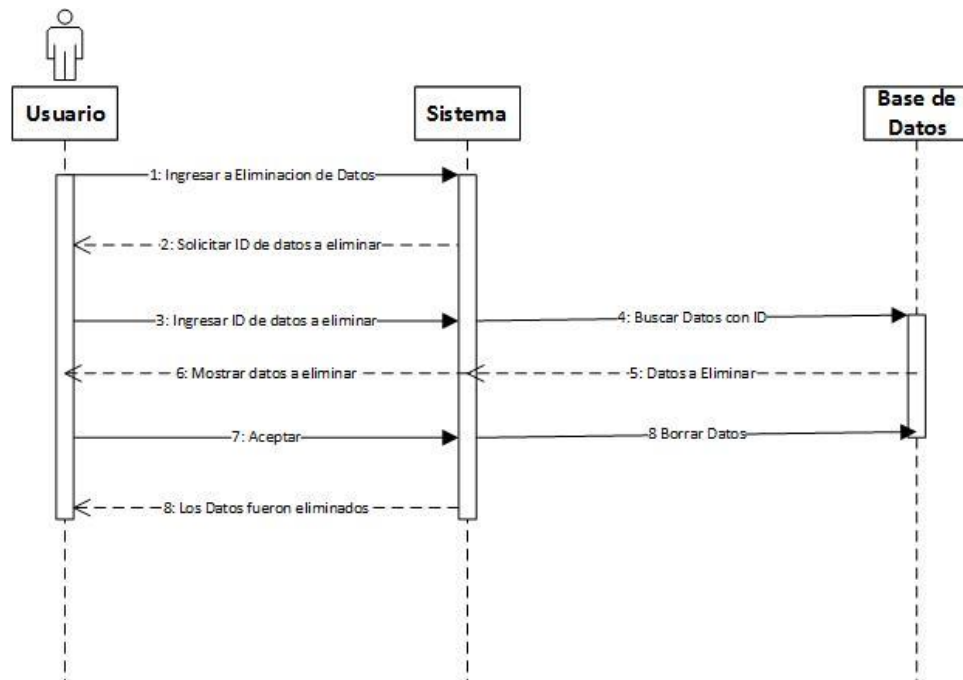 Usuario
Sistema
Base de
Datos
1: Ingresar a Eliminacion de Datos
2: Solicitar ID de datos a eliminar
3: Ingresar ID de datos a eliminar
4: Buscar Datos con ID
6: Mostrar datos a eliminar
5: Datos a Eliminar
7: Aceptar
8 Borrar Datos
8: Los Datos fueron eliminados